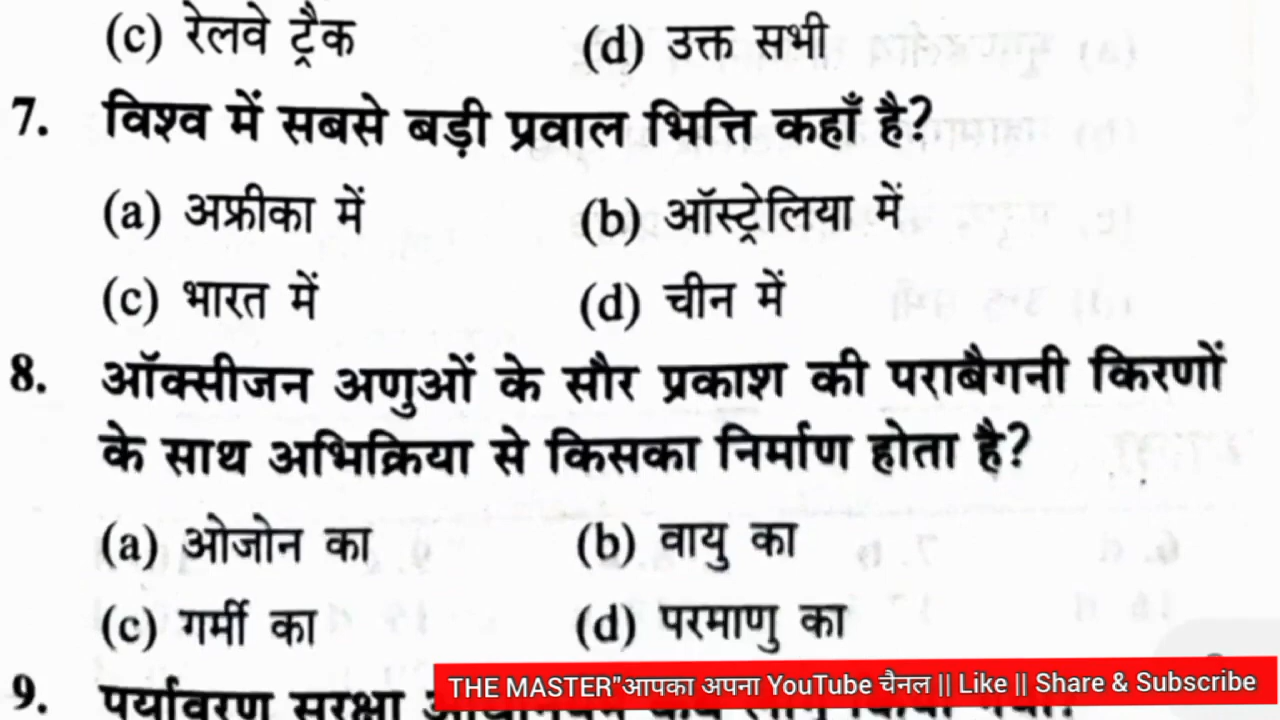 (c) रेलवे ट्रैक (d) उक्त सभी
7. विश्व में सबसे बड़ी प्रवाल भित्ति कहाँ है?
(a) अफ्रीका में (b) ऑस्ट्रेलिया में
(c) भारत में (d) चीन में
8. ऑक्सीजन अणुओं के सौर प्रकाश की पराबैगनी किरणों
के साथ अभिक्रिया से किसका निर्माण होता है?
(a) ओजोन का (b) वायु का
(c) गर्मी का (d) परमाणु का
9. पर्यावरण सुरक्षा
THE MASTER"आपका अपना YouTube चैनल || Like || Share & Subscribe